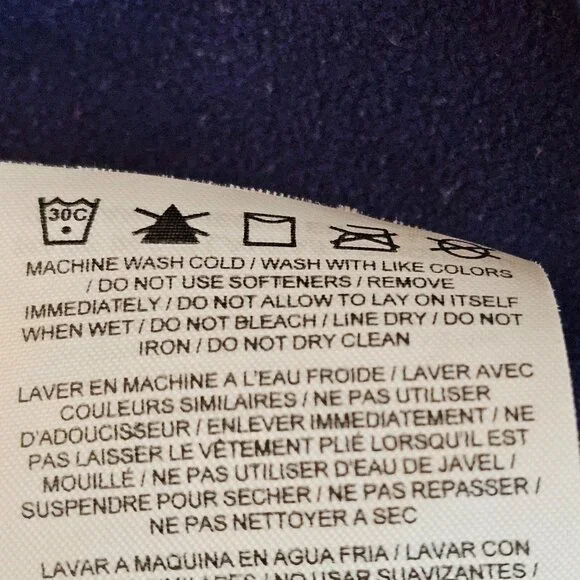 30C
MACHINE WASH COLD / WASH WITH LIKE COLORS
/ DO NOT USE SOFTENERS / REMOVE
IMMEDIATELY / DO NOT ALLOW TO LAY ON ITSELF
WHEN WET / DO NOT BLEACH / LINE DRY / DO NOT
IRON / DO NOT DRY CLEAN
LAVER EN MACHINE A L'EAU FROIDE / LAVER AVEC
COULEURS SIMILAIRES / NE PAS UTILISER
D'ADOUCISSEUR / ENLEVER IMMEDIATEMENT / NE
PAS LAISSER LE VÊTEMENT PLIÉ LORSQU'IL EST
MOUILLÉ / NE PAS UTILISER D'EAU DE JAVEL /
SUSPENDRE POUR SECHER / NE PAS REPASSER /
NE PAS NETTOYER A SEC
LAVAR A MAQUINA EN AGUA FRIA / LAVAR CON
/ NO USAR SUAVIZANTES /